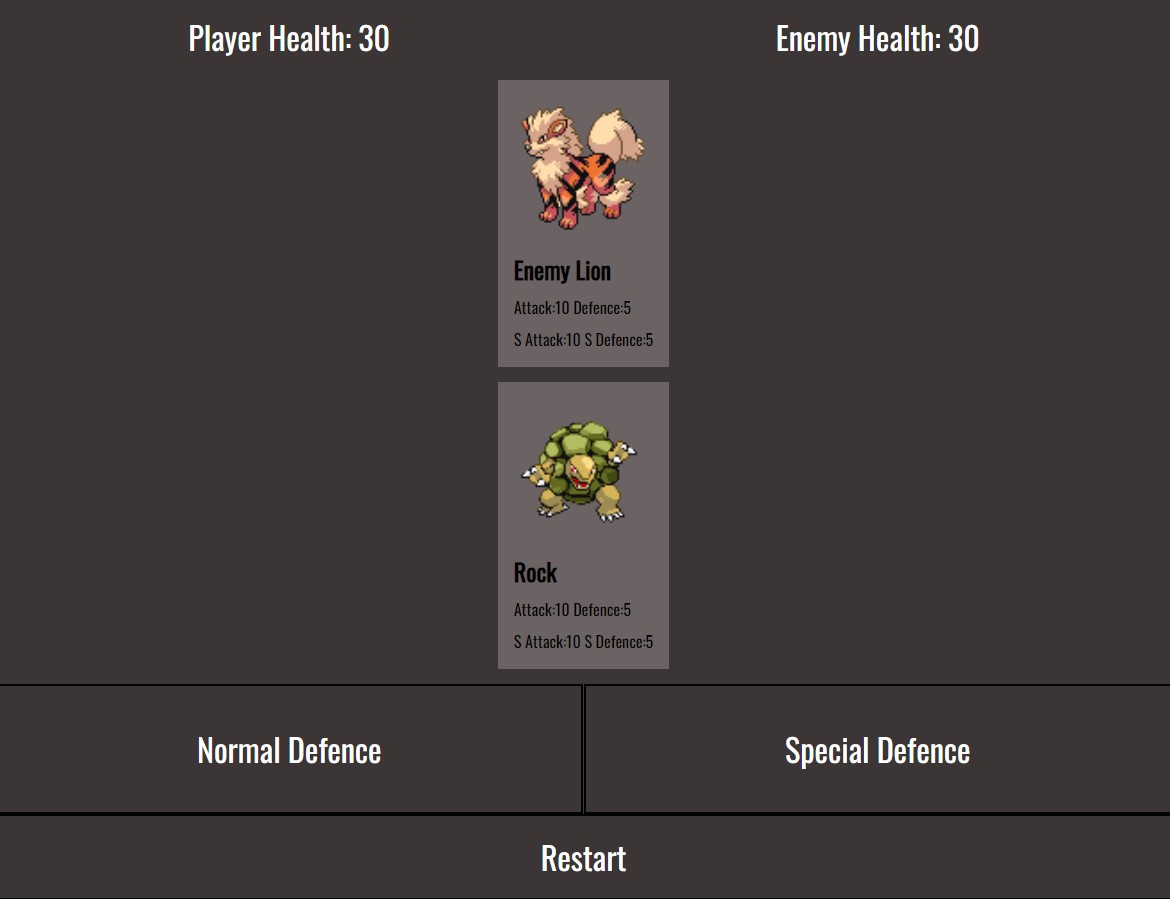 Player Health: 30
Enemy Health: 30
Enemy Lion
Attack:10 Defence:5
S Attack:10 S Defence:5
Rock
Attack:10 Defence:5
S Attack:10 S Defence:5
Normal Defence
Special Defence
Restart